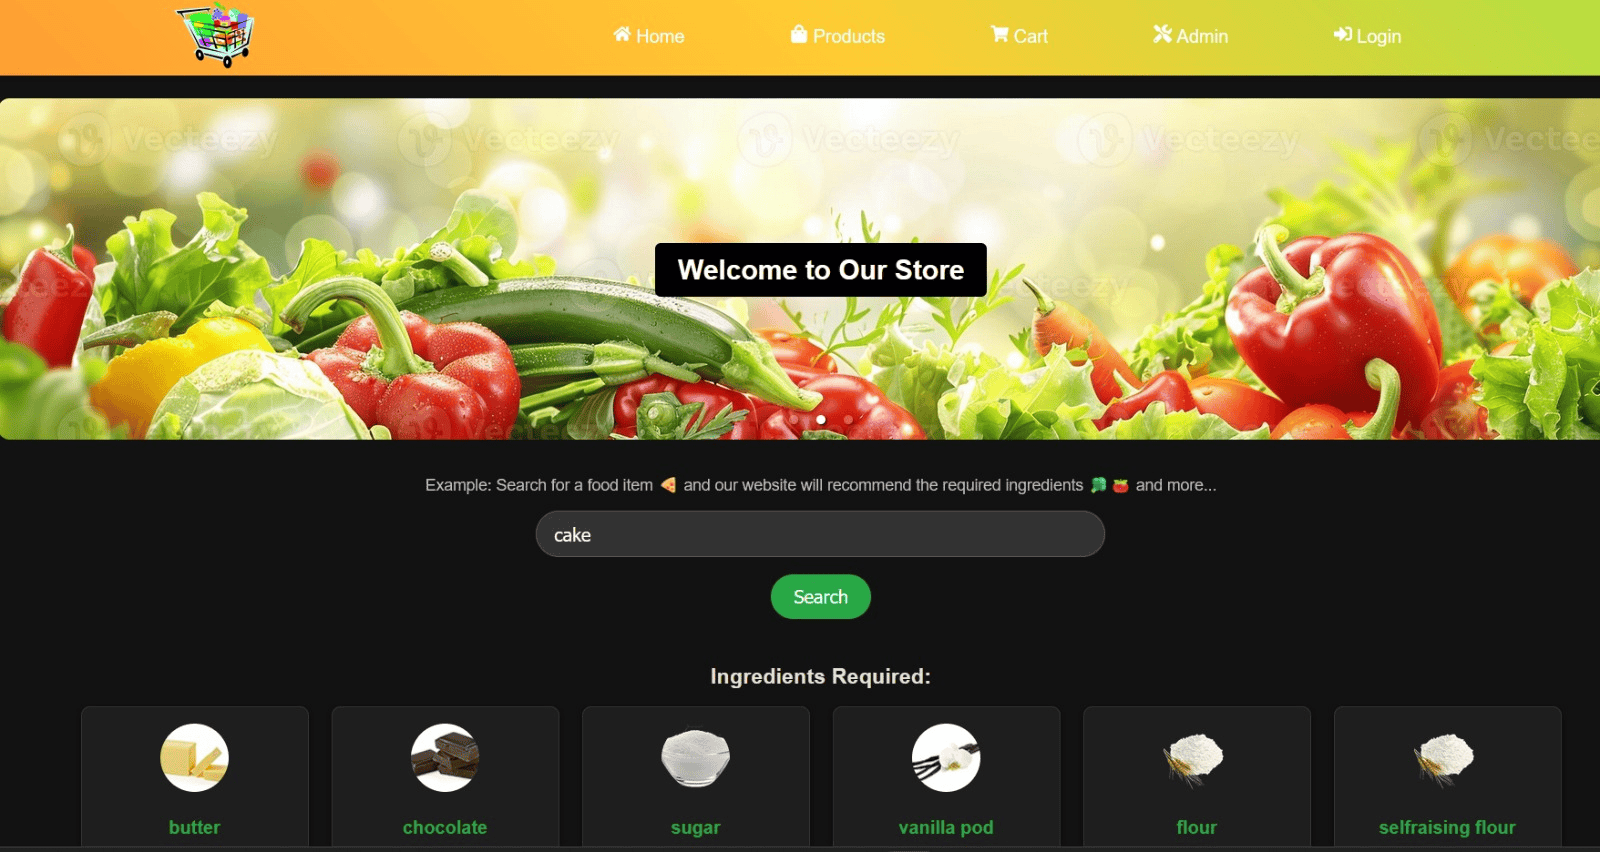 Home
Products
Cart
Admin
Login
Vecteezy Vecteezy Vecteezy Vecteezy Vectee
Welcome to Our Store
Example: Search for a food item 🍕 and our website will recommend the required ingredients 🥦 🍅 and more...
cake
Search
Ingredients Required:
butter
chocolate
sugar
vanilla pod
flour
selfraising flour